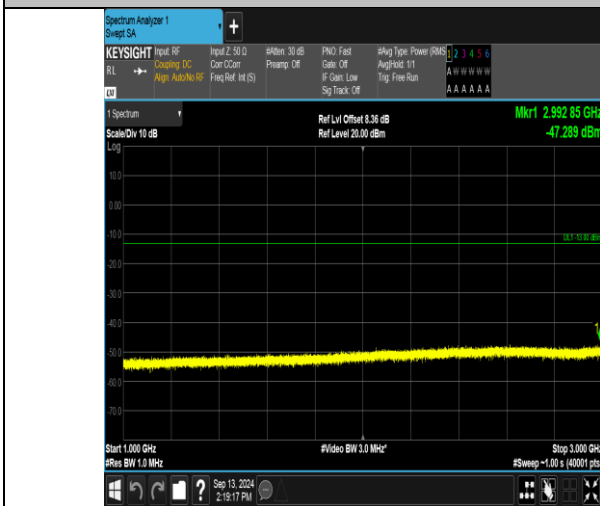 Spectrum Analyzer 1
Swept SA
+
KEYSIGHT
RL
Input: RF
Coupling: DC
Align: Auto/No RF
Input Z: 50 Ω
Corr CCorr
Freq Ref: Int (S)
#Atten: 30 dB
Preamp: Off
PNO: Fast
Gate: Off
IF Gain: Low
Sig Track: Off
#Avg Type: Power (RMS
Avg|Hold: 1/1
Trig: Free Run
1 2 3 4 5 6
A W W W W W
A A A A A A
LXI
1 Spectrum
Scale/Div 10 dB
Log
Ref Lvl Offset 8.36 dB
Ref Level 20.00 dBm
Mkr1 2.992 85 GHz
-47.289 dBm
10.0
0.00
-10.0
DL1 -13.00 dBm
-20.0
-30.0
-40.0
1
-50.0
-60.0
-70.0
Start 1.000 GHz
#Res BW 1.0 MHz
#Video BW 3.0 MHz*
Stop 3.000 GHz
#Sweep ~1.00 s (40001 pts
?
Sep 13, 2024
2:19:17 PM